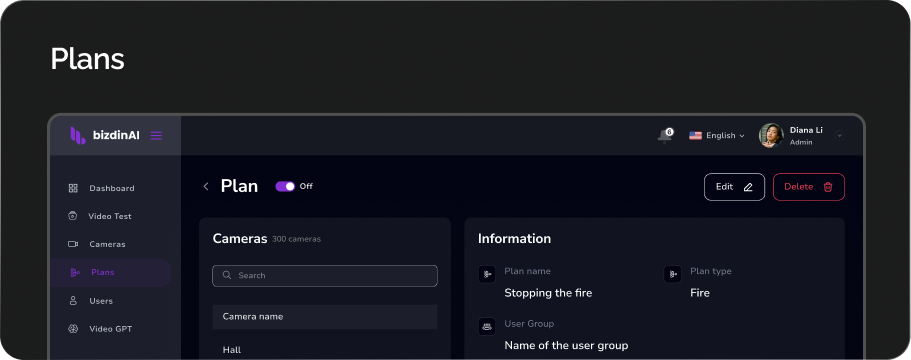 Plans
bizdinAI
6
English
Diana Li
Admin
Dashboard
Video Test
Cameras
Plans
Users
Video GPT
Plan
Off
Edit
Delete
Cameras 300 cameras
Search
Camera name
Hall
Information
Plan name
Stopping the fire
Plan type
Fire
User Group
Name of the user group